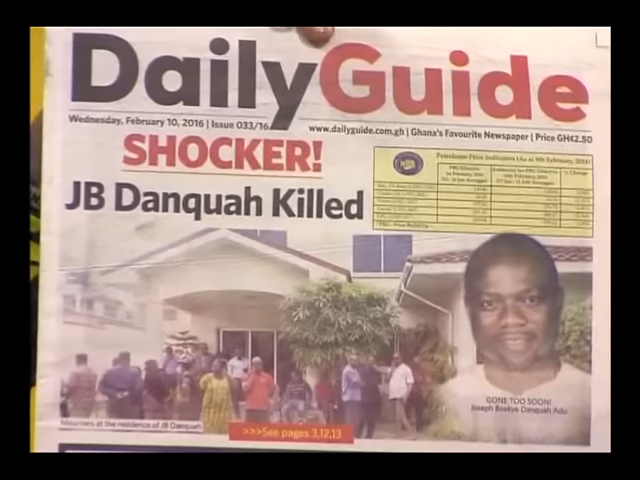 DailyGuide
Wednesday, February 10, 2016 | Issue 033/16
www.dailyguide.com.gh | Ghana's Favourite Newspaper | Price GH¢2.50
SHOCKER!
JB Danquah Killed
Petroleum Price Indicators (As at 9th February, 2016)
% Change
GONE TOO SOON!
Joseph Boakye Danquah Adu
Mourners at the residence of JB Danquah
>>>See pages 3,12,13